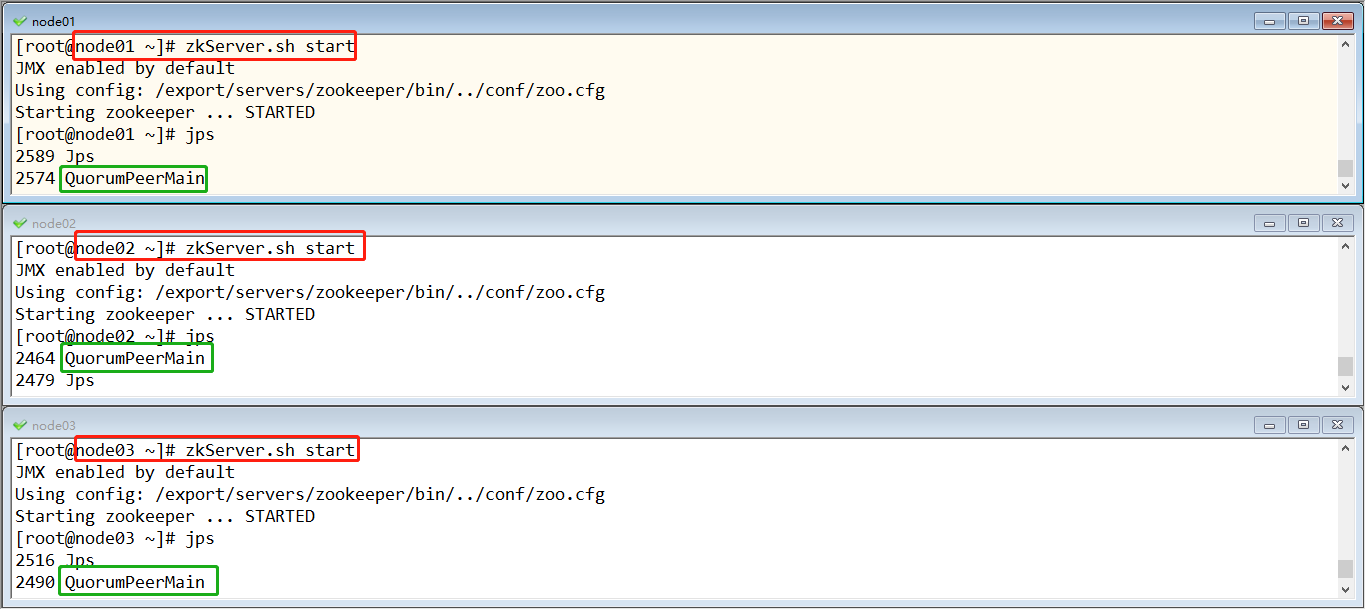 node01
[root@node01 ~]# zkServer.sh start
JMX enabled by default
Using config: /export/servers/zookeeper/bin/../conf/zoo.cfg
Starting zookeeper ... STARTED
[root@node01 ~]# jps
2589 Jps
2574 QuorumPeerMain
node02
[root@node02 ~]# zkServer.sh start
JMX enabled by default
Using config: /export/servers/zookeeper/bin/../conf/zoo.cfg
Starting zookeeper ... STARTED
[root@node02 ~]# jps
2464 QuorumPeerMain
2479 Jps
node03
[root@node03 ~]# zkServer.sh start
JMX enabled by default
Using config: /export/servers/zookeeper/bin/../conf/zoo.cfg
Starting zookeeper ... STARTED
[root@node03 ~]# jps
2516 Jps
2490 QuorumPeerMain